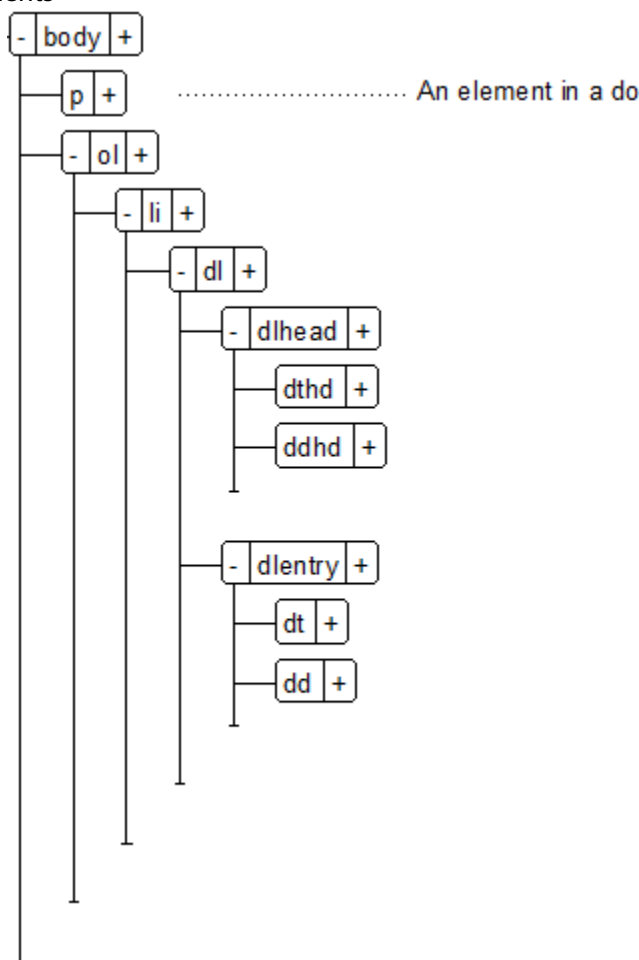 - body +
p + An element in a do
- ol +
- li +
- dl +
- dlhead +
dthd +
ddhd +
- dlentry +
dt +
dd +